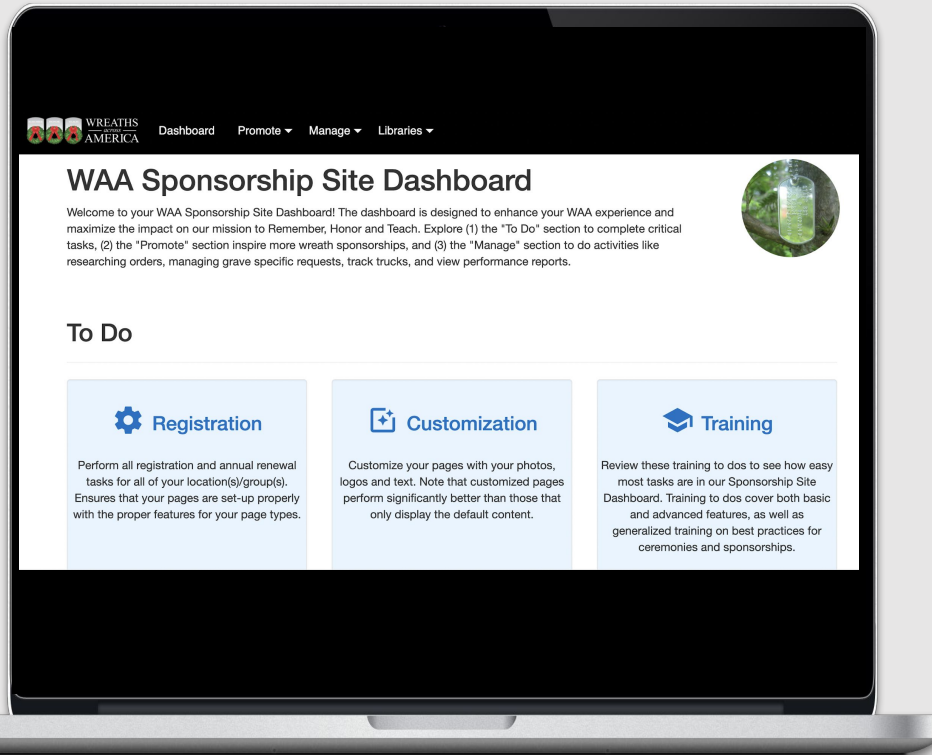 WREATHS
across
AMERICA
Dashboard Promote Manage Libraries
WAA Sponsorship Site Dashboard
Welcome to your WAA Sponsorship Site Dashboard! The dashboard is designed to enhance your WAA experience and
maximize the impact on our mission to Remember, Honor and Teach. Explore (1) the "To Do" section to complete critical
tasks, (2) the "Promote" section inspire more wreath sponsorships, and (3) the "Manage" section to do activities like
researching orders, managing grave specific requests, track trucks, and view performance reports.
To Do
Registration
Perform all registration and annual renewal
tasks for all of your location(s)/group(s).
Ensures that your pages are set-up properly
with the proper features for your page types.
Customization
Customize your pages with your photos,
logos and text. Note that customized pages
perform significantly better than those that
only display the default content.
Training
Review these training to dos to see how easy
most tasks are in our Sponsorship Site
Dashboard. Training to dos cover both basic
and advanced features, as well as
generalized training on best practices for
ceremonies and sponsorships.